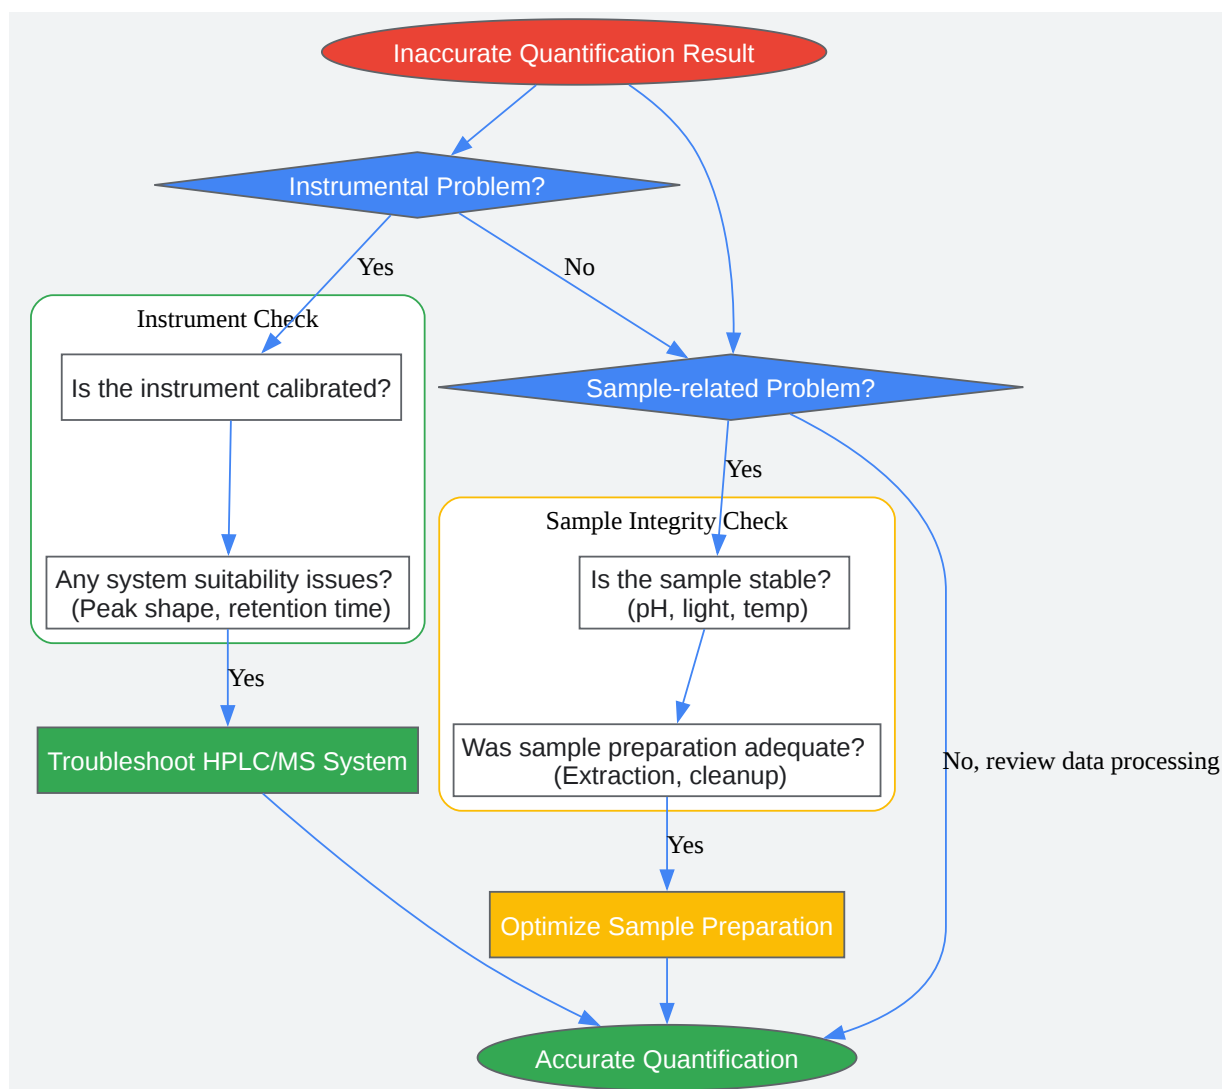 Inaccurate Quantification Result
Instrumental Problem?
Yes
No
Instrument Check
Is the instrument calibrated?
Sample-related Problem?
Yes
Sample Integrity Check
Any system suitability issues?
(Peak shape, retention time)
Is the sample stable?
(pH, light, temp)
Yes
Troubleshoot HPLC/MS System
Was sample preparation adequate?
(Extraction, cleanup)
No, review data processing
Yes
Optimize Sample Preparation
Accurate Quantification